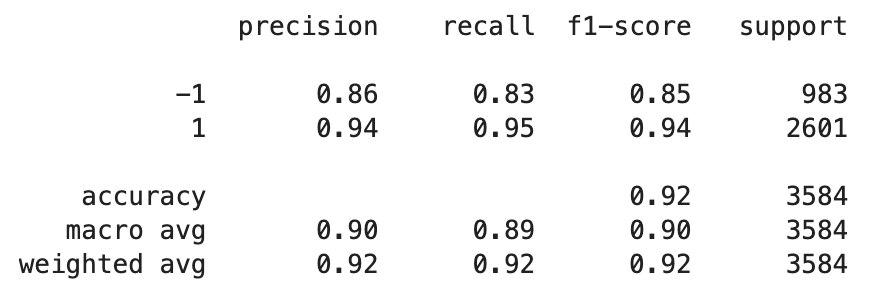 precision recall f1-score support
-1 0.86 0.83 0.85 983
1 0.94 0.95 0.94 2601
accuracy 0.92 3584
macro avg 0.90 0.89 0.90 3584
weighted avg 0.92 0.92 0.92 3584